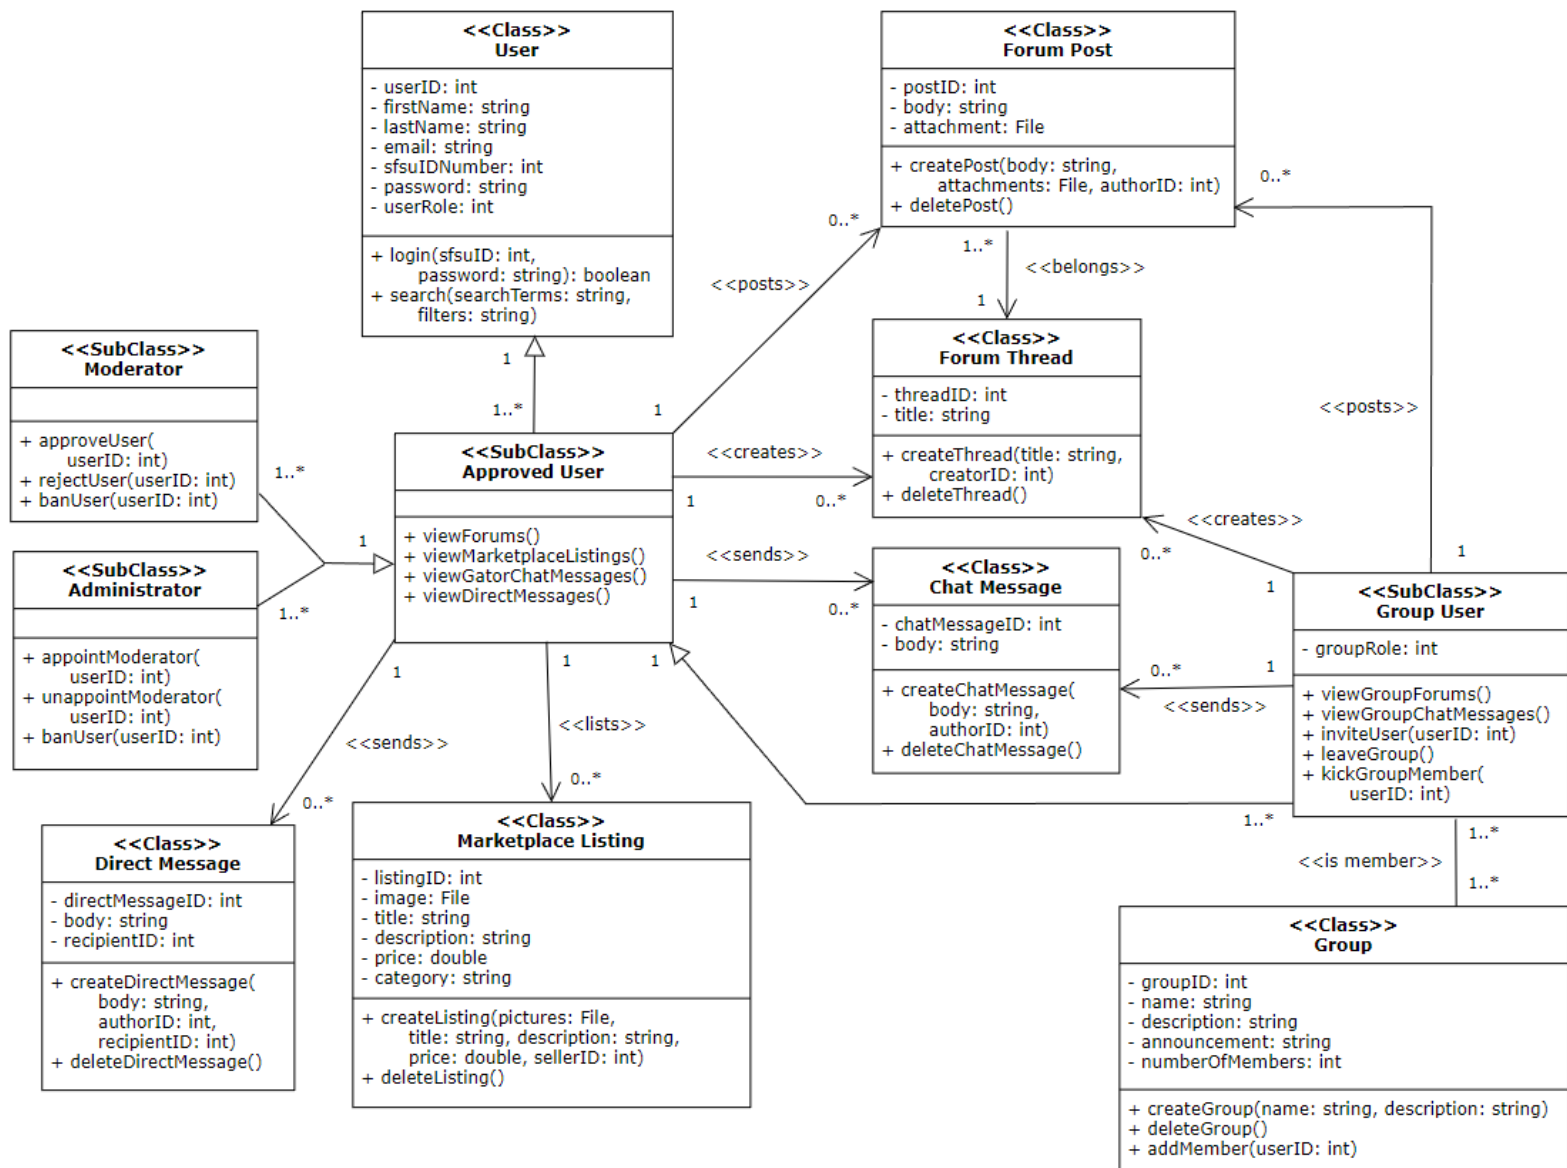 <<Class>>
User
- userID: int
- firstName: string
- lastName: string
- email: string
- sfsuIDNumber: int
- password: string
- userRole: int
+ login(sfsuID: int,
password: string): boolean
+ search(searchTerms: string,
filters: string)
<<Class>>
Forum Post
- postID: int
- body: string
- attachment: File
+ createPost(body: string,
attachments: File, authorID: int)
+ deletePost()
0..*
0..*
1..*
<<belongs>>
<<posts>>
1
<<SubClass>>
Moderator
+ approveUser(
userID: int)
+ rejectUser(userID: int)
+ banUser(userID: int)
1
1..*
1
<<Class>>
Forum Thread
- threadID: int
- title: string
+ createThread(title: string,
creatorID: int)
+ deleteThread()
<<posts>>
<<SubClass>>
Approved User
+ viewForums()
+ viewMarketplaceListings()
+ viewGatorChatMessages()
+ viewDirectMessages()
<<creates>>
1
0..*
1..*
1
1..*
<<SubClass>>
Administrator
+ appointModerator(
userID: int)
+ unappointModerator(
userID: int)
+ banUser(userID: int)
<<sends>>
1
0..*
<<creates>>
0..*
1
1
<<Class>>
Chat Message
- chatMessageID: int
- body: string
+ createChatMessage(
body: string,
authorID: int)
+ deleteChatMessage()
<<SubClass>>
Group User
- groupRole: int
+ viewGroupForums()
+ viewGroupChatMessages()
+ inviteUser(userID: int)
+ leaveGroup()
+ kickGroupMember(
userID: int)
0..*
1
<<sends>>
1
1
1
<<sends>>
<<lists>>
0..*
0..*
1..*
1..*
<<is member>>
1..*
<<Class>>
Direct Message
- directMessageID: int
- body: string
- recipientID: int
+ createDirectMessage(
body: string,
authorID: int,
recipientID: int)
+ deleteDirectMessage()
<<Class>>
Marketplace Listing
- listingID: int
- image: File
- title: string
- description: string
- price: double
- category: string
+ createListing(pictures: File,
title: string, description: string,
price: double, sellerID: int)
+ deleteListing()
<<Class>>
Group
- groupID: int
- name: string
- description: string
- announcement: string
- numberOfMembers: int
+ createGroup(name: string, description: string)
+ deleteGroup()
+ addMember(userID: int)